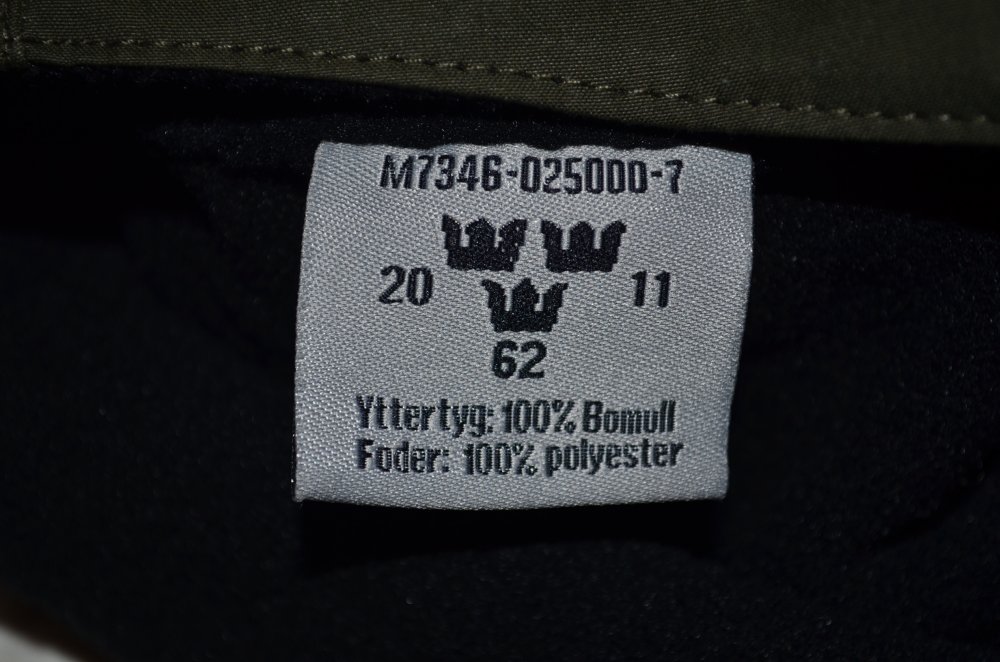 M7346-025000-7
20 11
62
Yttertyg: 100% Bomull
Foder: 100% polyester